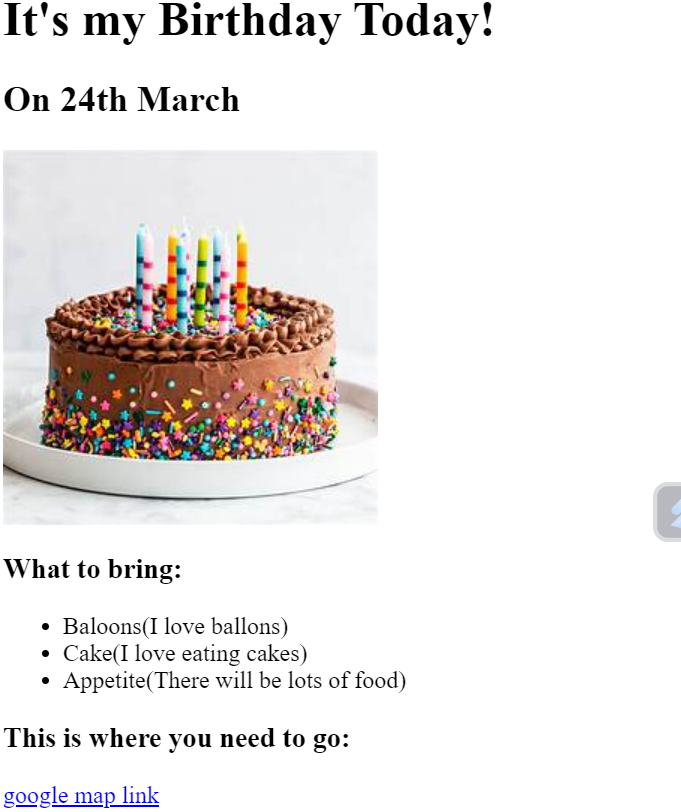 It's my Birthday Today!
On 24th March
What to bring:
Baloons(I love ballons)
Cake(I love eating cakes)
Appetite(There will be lots of food)
This is where you need to go:
google map link